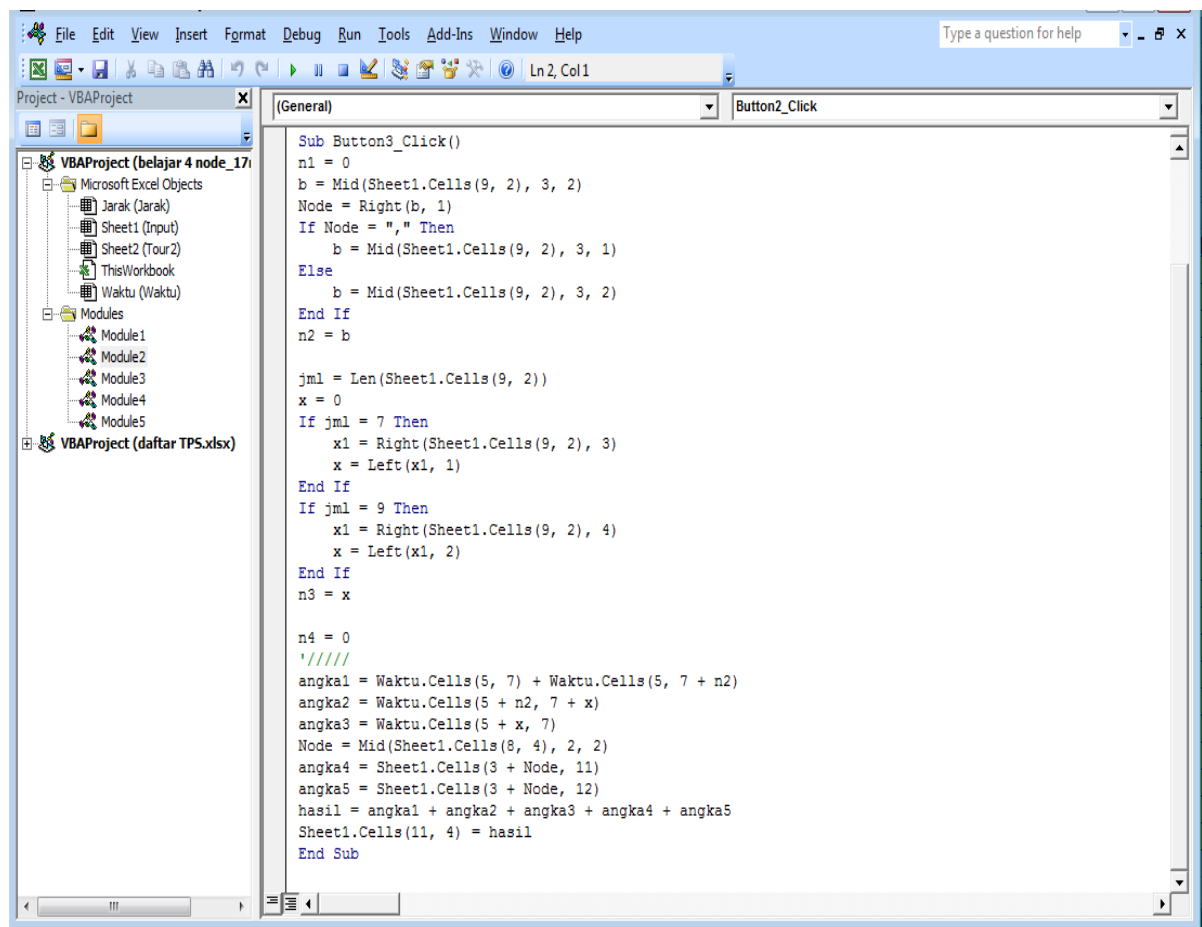 File Edit View Insert Format Debug Run Tools Add-Ins Window Help Type a question for help
Ln 2, Col 1
Project - VBAProject
(General) Button2_Click
VBAProject (belajar 4 node_17
Microsoft Excel Objects
Jarak (Jarak)
Sheet1 (Input)
Sheet2 (Tour2)
ThisWorkbook
Waktu (Waktu)
Modules
Module1
Module2
Module3
Module4
Module5
VBAProject (daftar TPS.xlsx)
Sub Button3_Click()
n1 = 0
b = Mid(Sheet1.Cells(9, 2), 3, 2)
Node = Right(b, 1)
If Node = "," Then
    b = Mid(Sheet1.Cells(9, 2), 3, 1)
Else
    b = Mid(Sheet1.Cells(9, 2), 3, 2)
End If
n2 = b

jml = Len(Sheet1.Cells(9, 2))
x = 0
If jml = 7 Then
    x1 = Right(Sheet1.Cells(9, 2), 3)
    x = Left(x1, 1)
End If
If jml = 9 Then
    x1 = Right(Sheet1.Cells(9, 2), 4)
    x = Left(x1, 2)
End If
n3 = x

n4 = 0
'/////
angka1 = Waktu.Cells(5, 7) + Waktu.Cells(5, 7 + n2)
angka2 = Waktu.Cells(5 + n2, 7 + x)
angka3 = Waktu.Cells(5 + x, 7)
Node = Mid(Sheet1.Cells(8, 4), 2, 2)
angka4 = Sheet1.Cells(3 + Node, 11)
angka5 = Sheet1.Cells(3 + Node, 12)
hasil = angka1 + angka2 + angka3 + angka4 + angka5
Sheet1.Cells(11, 4) = hasil
End Sub